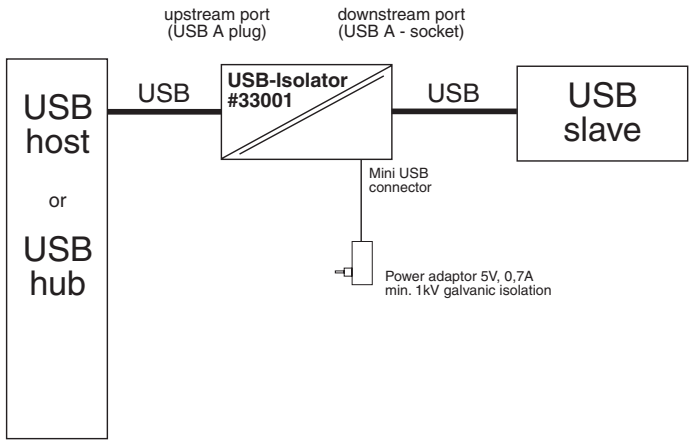 upstream port
(USB A plug)
downstream port
(USB A - socket)
USB
host
or
USB
hub
USB
USB-Isolator
#33001
USB
USB
slave
Mini USB
connector
Power adaptor 5V, 0,7A
min. 1kV galvanic isolation